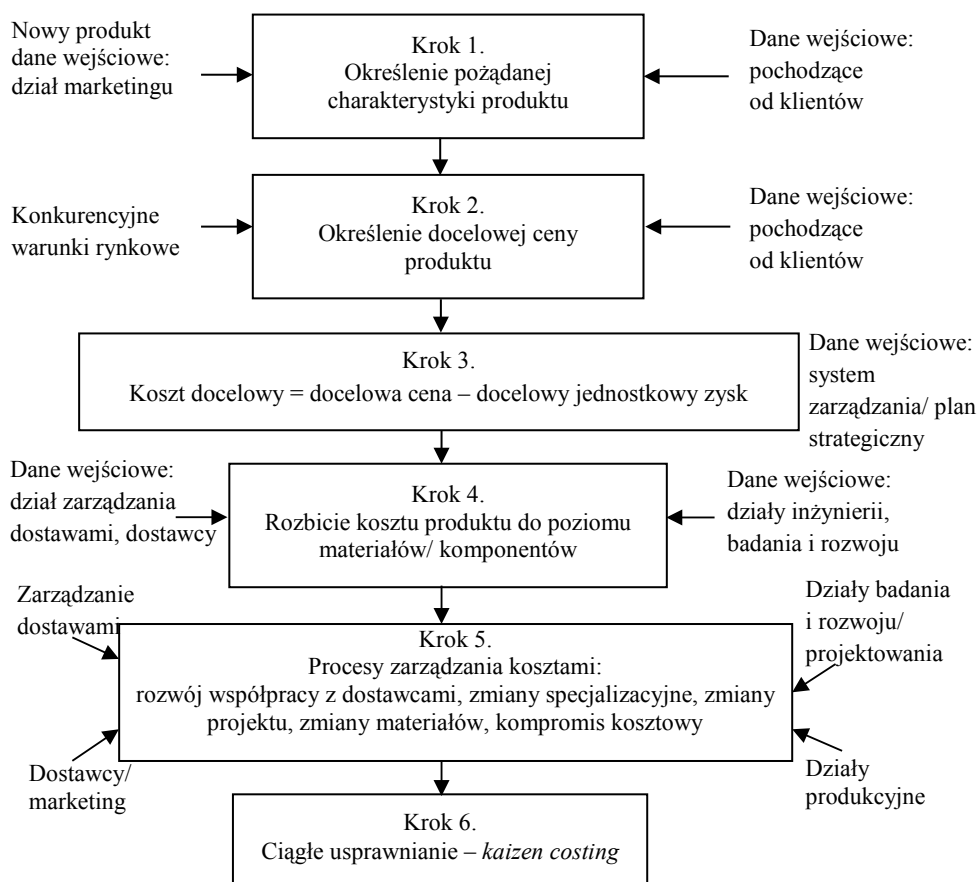 Nowy produkt
dane wejściowe:
dział marketingu
Krok 1.
Określenie pożądanej
charakterystyki produktu
Dane wejściowe:
pochodzące
od klientów
Konkurencyjne
warunki rynkowe
Krok 2.
Określenie docelowej ceny
produktu
Dane wejściowe:
pochodzące
od klientów
Krok 3.
Koszt docelowy = docelowa cena – docelowy jednostkowy zysk
Dane wejściowe:
system
zarządzania/ plan
strategiczny
Dane wejściowe:
dział zarządzania
dostawami, dostawcy
Krok 4.
Rozbicie kosztu produktu do poziomu
materiałów/ komponentów
Dane wejściowe:
działy inżynierii,
badania i rozwoju
Zarządzanie
dostawami
Krok 5.
Procesy zarządzania kosztami:
rozwój współpracy z dostawcami, zmiany specjalizacyjne, zmiany
projektu, zmiany materiałów, kompromis kosztowy
Działy badania
i rozwoju/
projektowania
Dostawcy/
marketing
Działy
produkcyjne
Krok 6.
Ciągłe usprawnianie – kaizen costing